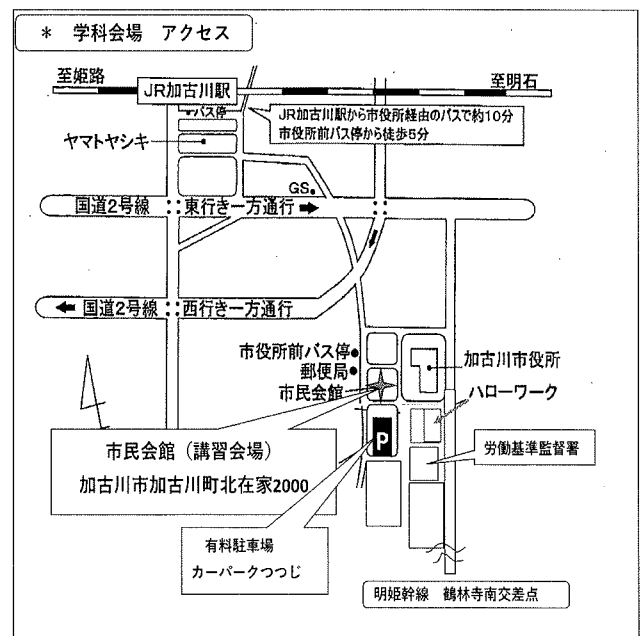 * 学科会場 アクセス
至姫路
至明石
JR加古川駅
バス停
JR加古川駅から市役所経由のバスで約10分
市役所前バス停から徒歩5分
ヤマトヤシキ
GS
国道2号線 東行き一方通行
国道2号線 西行き一方通行
市役所前バス停
郵便局
市民会館
加古川市役所
ハローワーク
市民会館（講習会場）
加古川市加古川町北在家2000
P
労働基準監督署
有料駐車場
カーパークつつじ
明姫幹線 鶴林寺南交差点